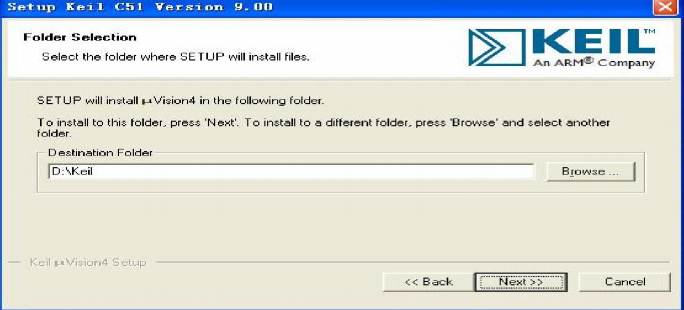 Setup Keil C51 Version 9.00
Folder Selection
Select the folder where SETUP will install files.
KEIL™
An ARM® Company
SETUP will install µVision4 in the following folder.
To install to this folder, press 'Next'. To install to a different folder, press 'Browse' and select another
folder.
Destination Folder
D:\Keil
Browse ...
Keil µVision4 Setup
<< Back
Next >>
Cancel